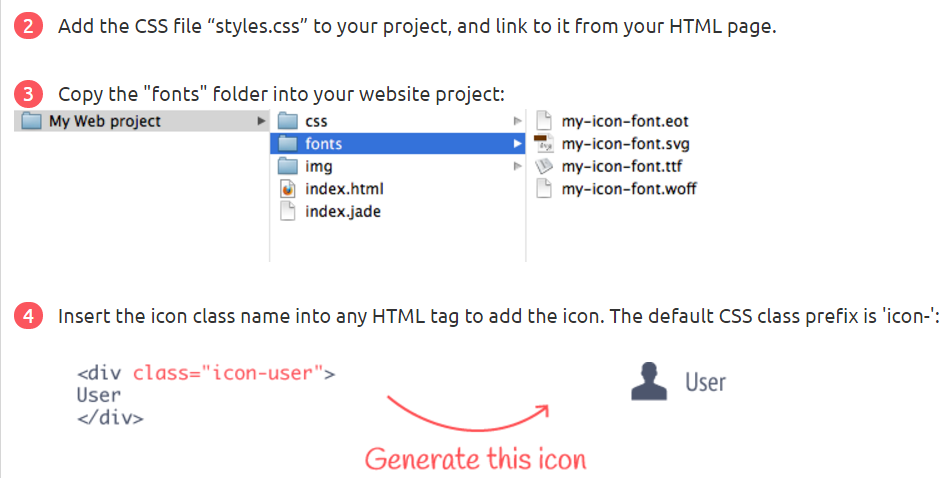 2 Add the CSS file “styles.css” to your project, and link to it from your HTML page.
3 Copy the "fonts" folder into your website project:
My Web project
css
fonts
img
index.html
index.jade
my-icon-font.eot
my-icon-font.svg
my-icon-font.ttf
my-icon-font.woff
4 Insert the icon class name into any HTML tag to add the icon. The default CSS class prefix is 'icon-':
<div class="icon-user">
User
</div>
User
Generate this icon